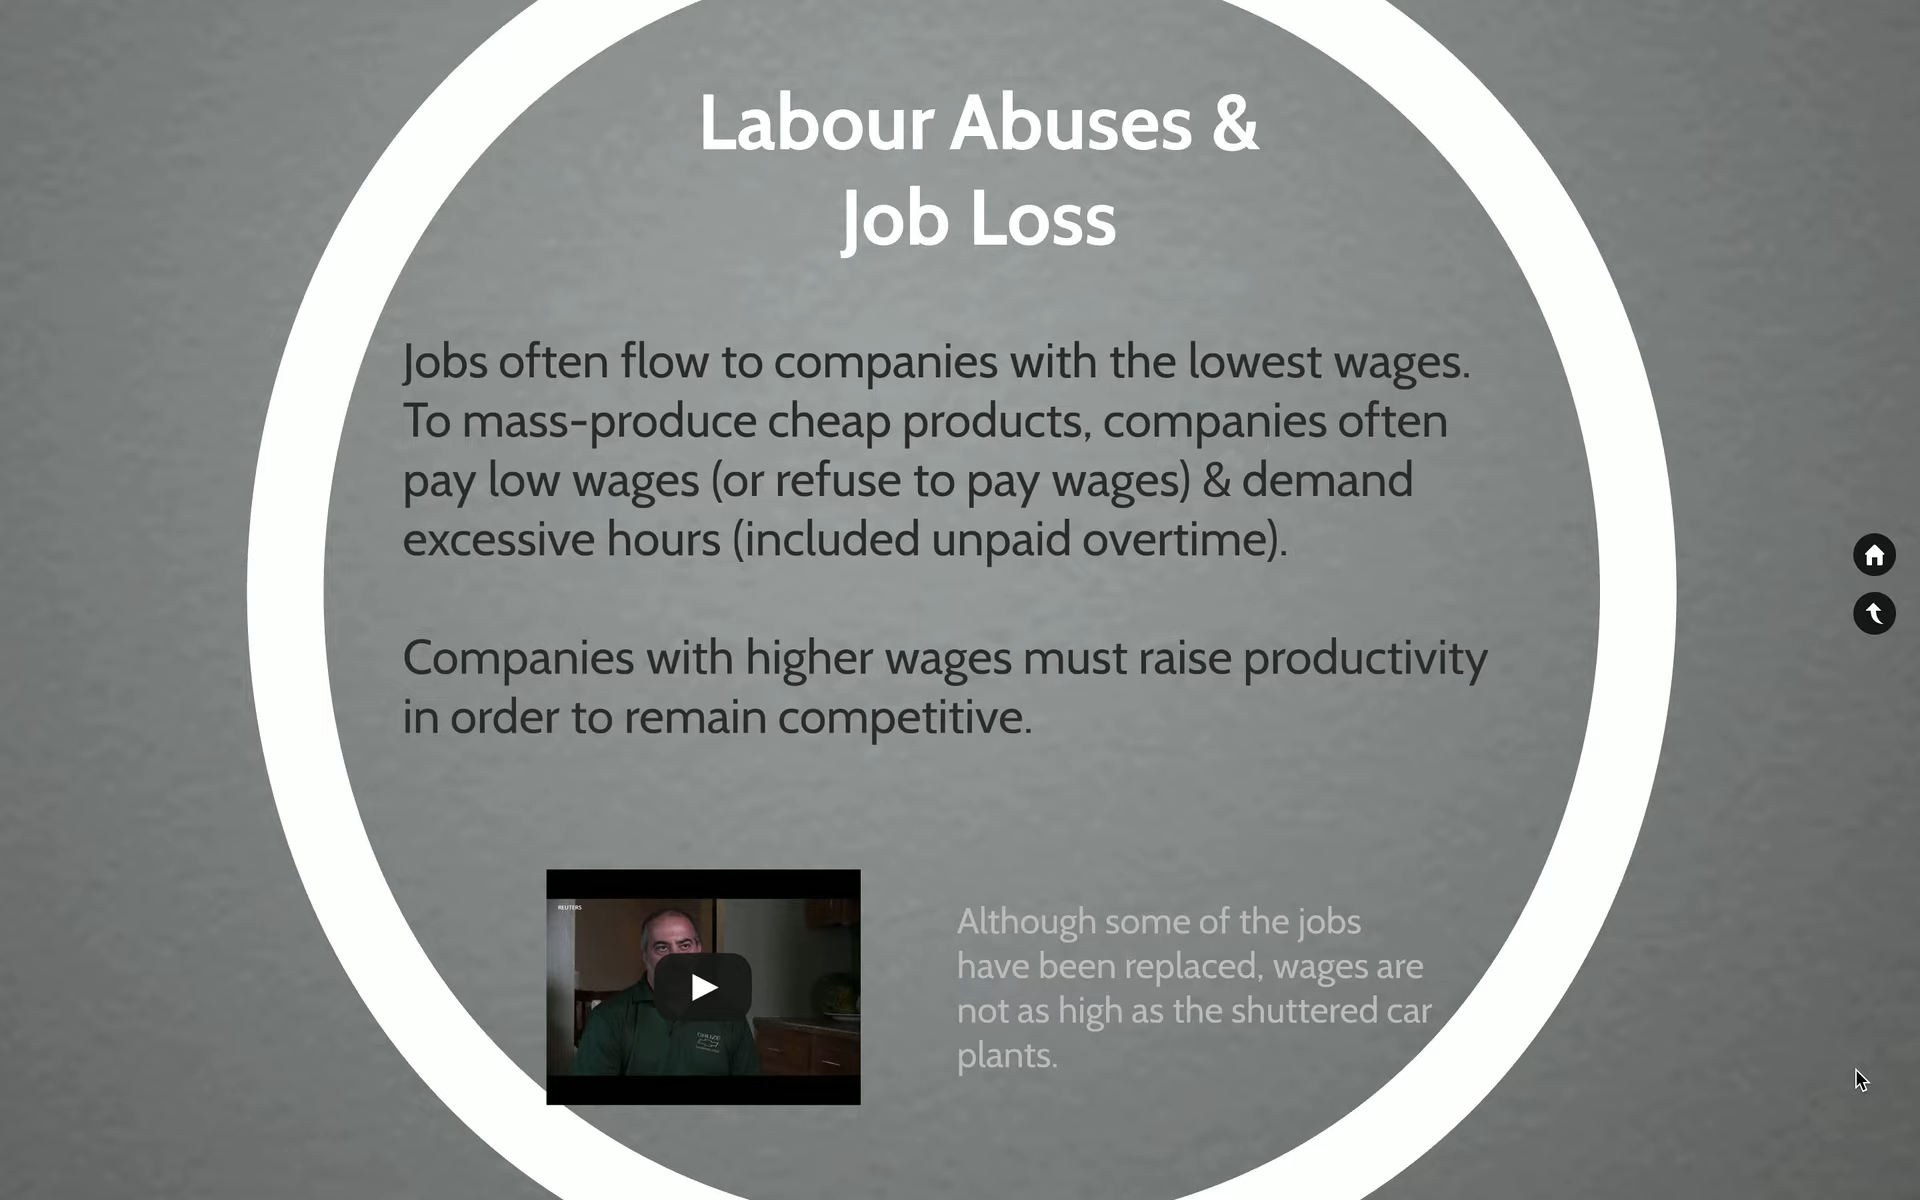 Labour Abuses &
Job Loss
Jobs often flow to companies with the lowest wages.
To mass-produce cheap products, companies often
pay low wages (or refuse to pay wages) & demand
excessive hours (included unpaid overtime).
Companies with higher wages must raise productivity
in order to remain competitive.
REUTERS
Although some of the jobs
have been replaced, wages are
not as high as the shuttered car
plants.